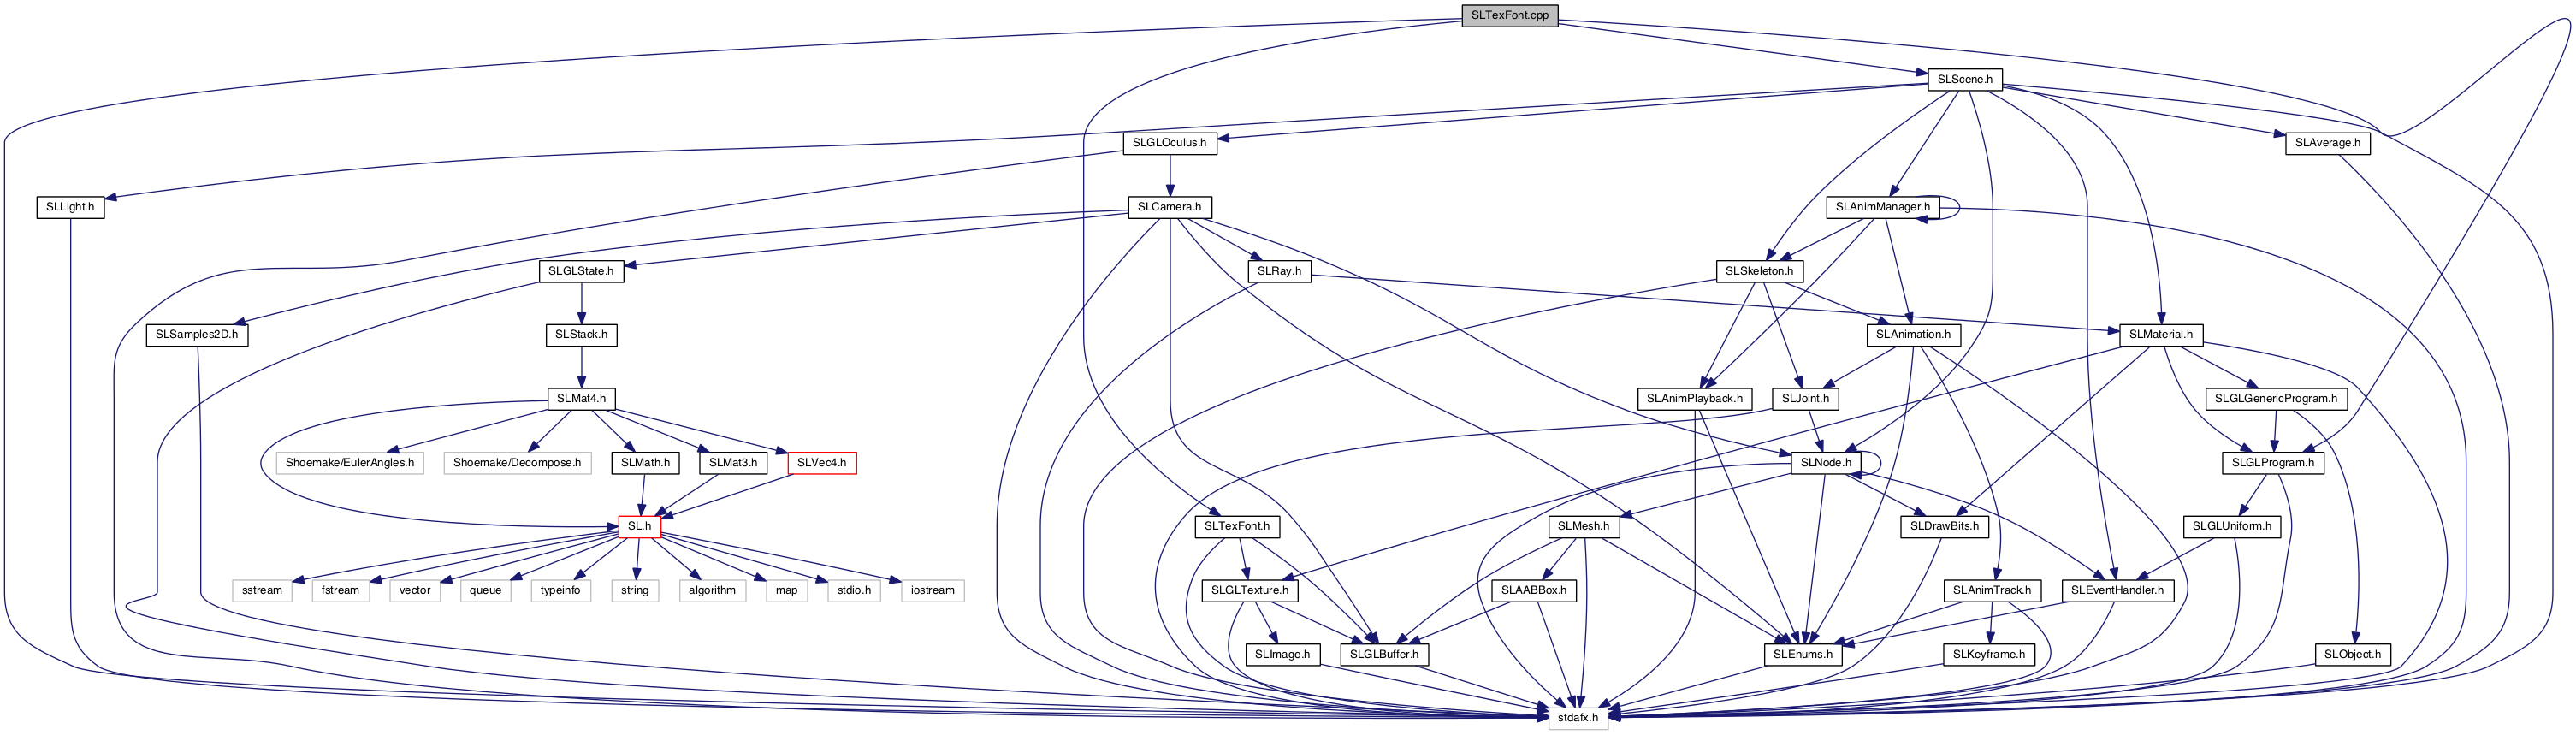 SLTexFont.cpp
SLScene.h
SLGLOculus.h
SLAverage.h
SLLight.h
SLCamera.h
SLAnimManager.h
SLGLState.h
SLRay.h
SLSkeleton.h
SLSamples2D.h
SLStack.h
SLAnimation.h
SLMaterial.h
SLMat4.h
SLAnimPlayback.h
SLJoint.h
SLGLGenericProgram.h
Shoemake/EulerAngles.h
Shoemake/Decompose.h
SLMath.h
SLMat3.h
SLVec4.h
SLNode.h
SLGLProgram.h
SL.h
SLTexFont.h
SLMesh.h
SLDrawBits.h
SLGLUniform.h
sstream
fstream
vector
queue
typeinfo
string
algorithm
map
stdio.h
iostream
SLGLTexture.h
SLAABBox.h
SLAnimTrack.h
SLEventHandler.h
SLImage.h
SLGLBuffer.h
SLEnums.h
SLKeyframe.h
SLObject.h
stdafx.h